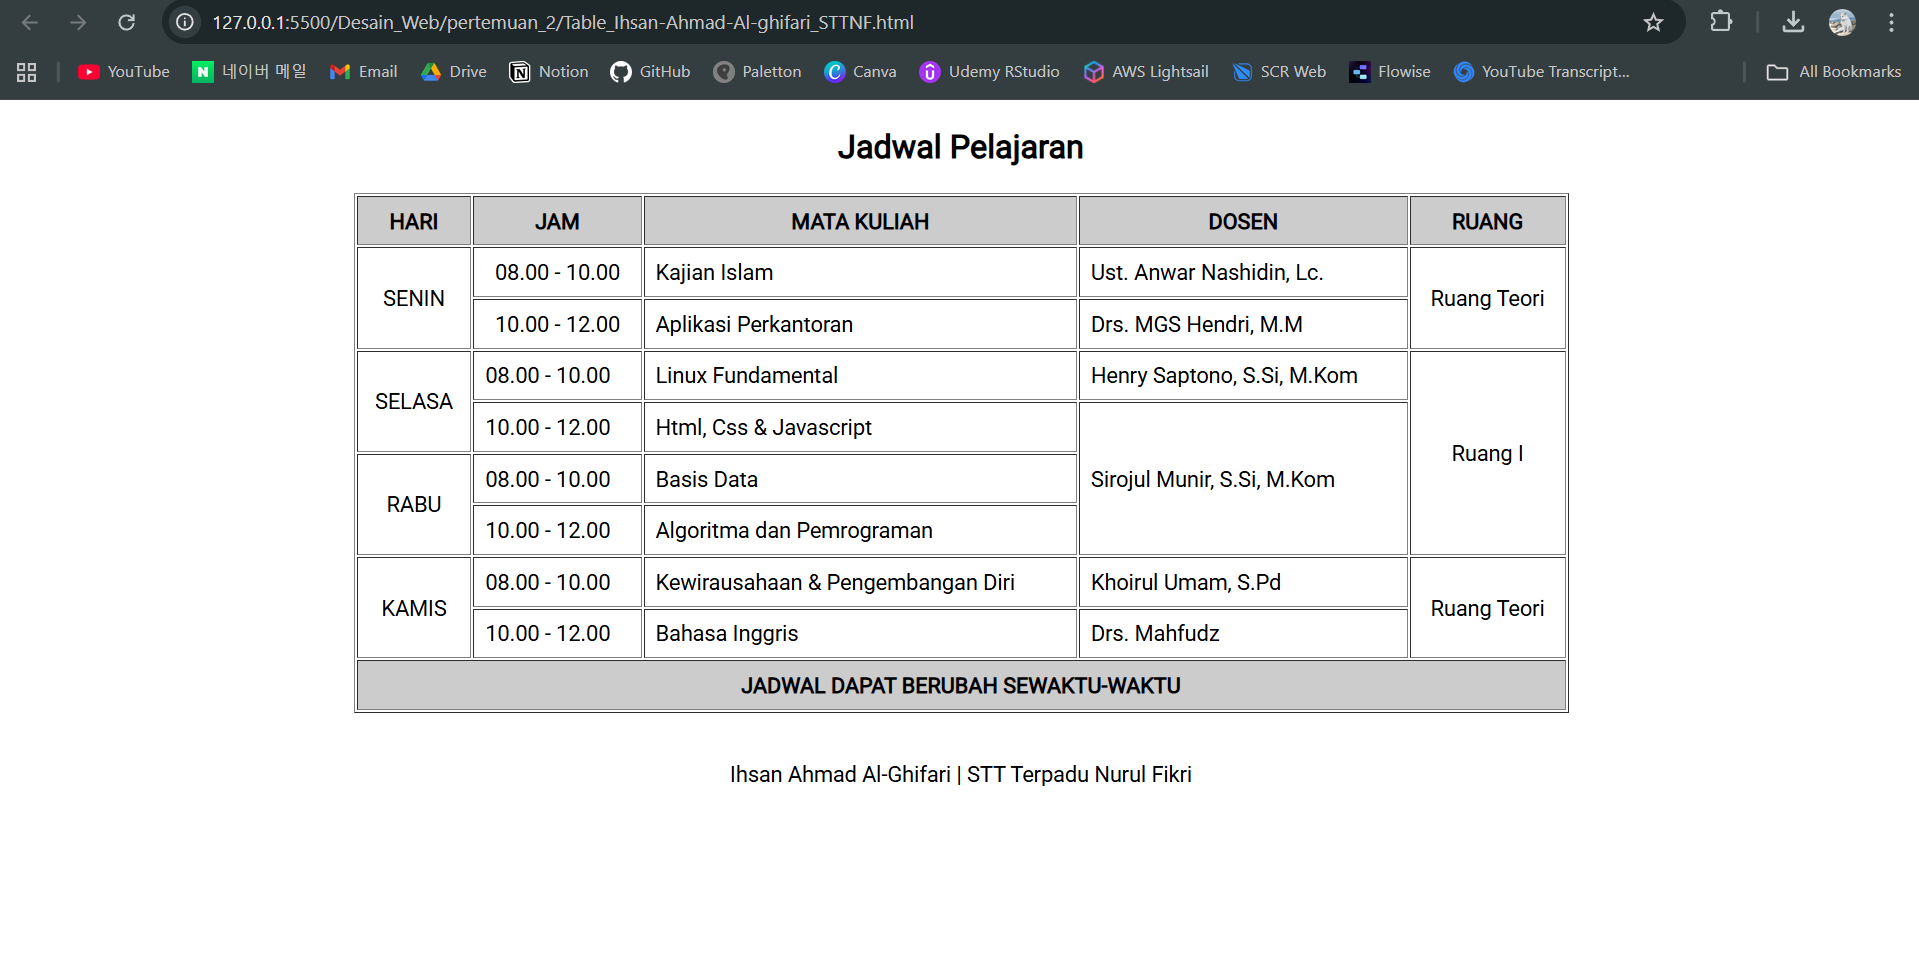 127.0.0.1:5500/Desain_Web/pertemuan_2/Table_Ihsan-Ahmad-Al-ghifari_STTNF.html
YouTube 네이버 메일 Email Drive Notion GitHub Paletton Canva Udemy RStudio AWS Lightsail SCR Web Flowise YouTube Transcript... All Bookmarks
Jadwal Pelajaran
HARI JAM MATA KULIAH DOSEN RUANG
SENIN 08.00 - 10.00 Kajian Islam Ust. Anwar Nashidin, Lc. Ruang Teori
10.00 - 12.00 Aplikasi Perkantoran Drs. MGS Hendri, M.M
SELASA 08.00 - 10.00 Linux Fundamental Henry Saptono, S.Si, M.Kom Ruang I
10.00 - 12.00 Html, Css & Javascript Sirojul Munir, S.Si, M.Kom
RABU 08.00 - 10.00 Basis Data
10.00 - 12.00 Algoritma dan Pemrograman
KAMIS 08.00 - 10.00 Kewirausahaan & Pengembangan Diri Khoirul Umam, S.Pd Ruang Teori
10.00 - 12.00 Bahasa Inggris Drs. Mahfudz
JADWAL DAPAT BERUBAH SEWAKTU-WAKTU
Ihsan Ahmad Al-Ghifari | STT Terpadu Nurul Fikri